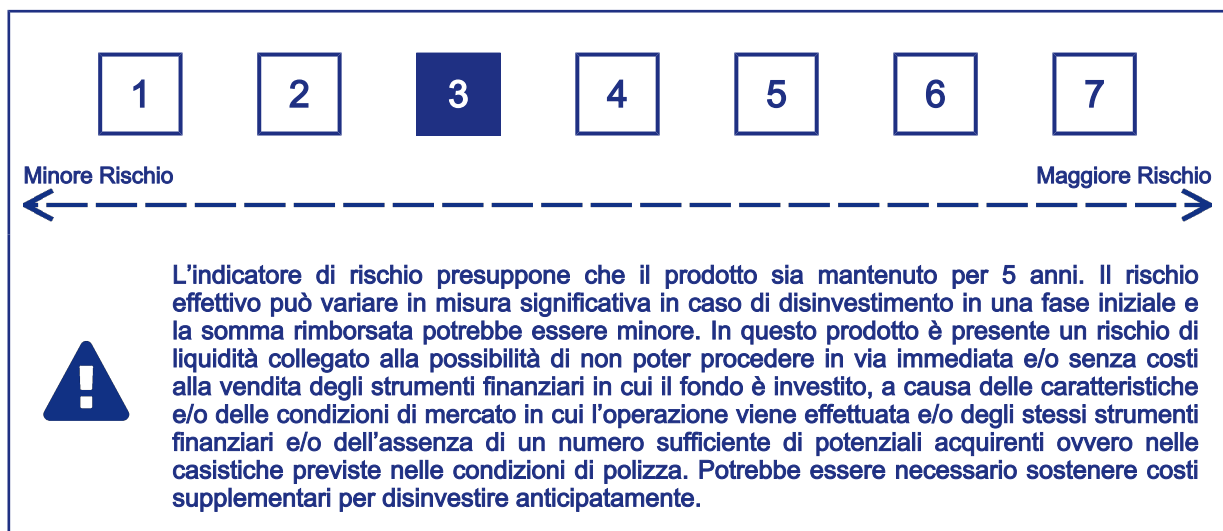 1 2 3 4 5 6 7
Minore Rischio Maggiore Rischio
L'indicatore di rischio presuppone che il prodotto sia mantenuto per 5 anni. Il rischio
effettivo può variare in misura significativa in caso di disinvestimento in una fase iniziale e
la somma rimborsata potrebbe essere minore. In questo prodotto è presente un rischio di
liquidità collegato alla possibilità di non poter procedere in via immediata e/o senza costi
alla vendita degli strumenti finanziari in cui il fondo è investito, a causa delle caratteristiche
e/o delle condizioni di mercato in cui l'operazione viene effettuata e/o degli stessi strumenti
finanziari e/o dell'assenza di un numero sufficiente di potenziali acquirenti ovvero nelle
casistiche previste nelle condizioni di polizza. Potrebbe essere necessario sostenere costi
supplementari per disinvestire anticipatamente.